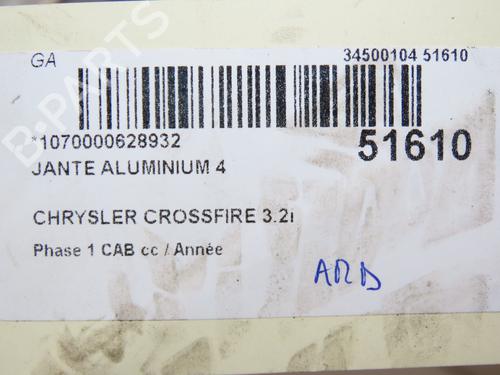 GA 34500104 51610
*1070000628932 51610
JANTE ALUMINIUM 4
CHRYSLER CROSSFIRE 3.2i
Phase 1 CAB cc / Année
ARD
B-PARTS